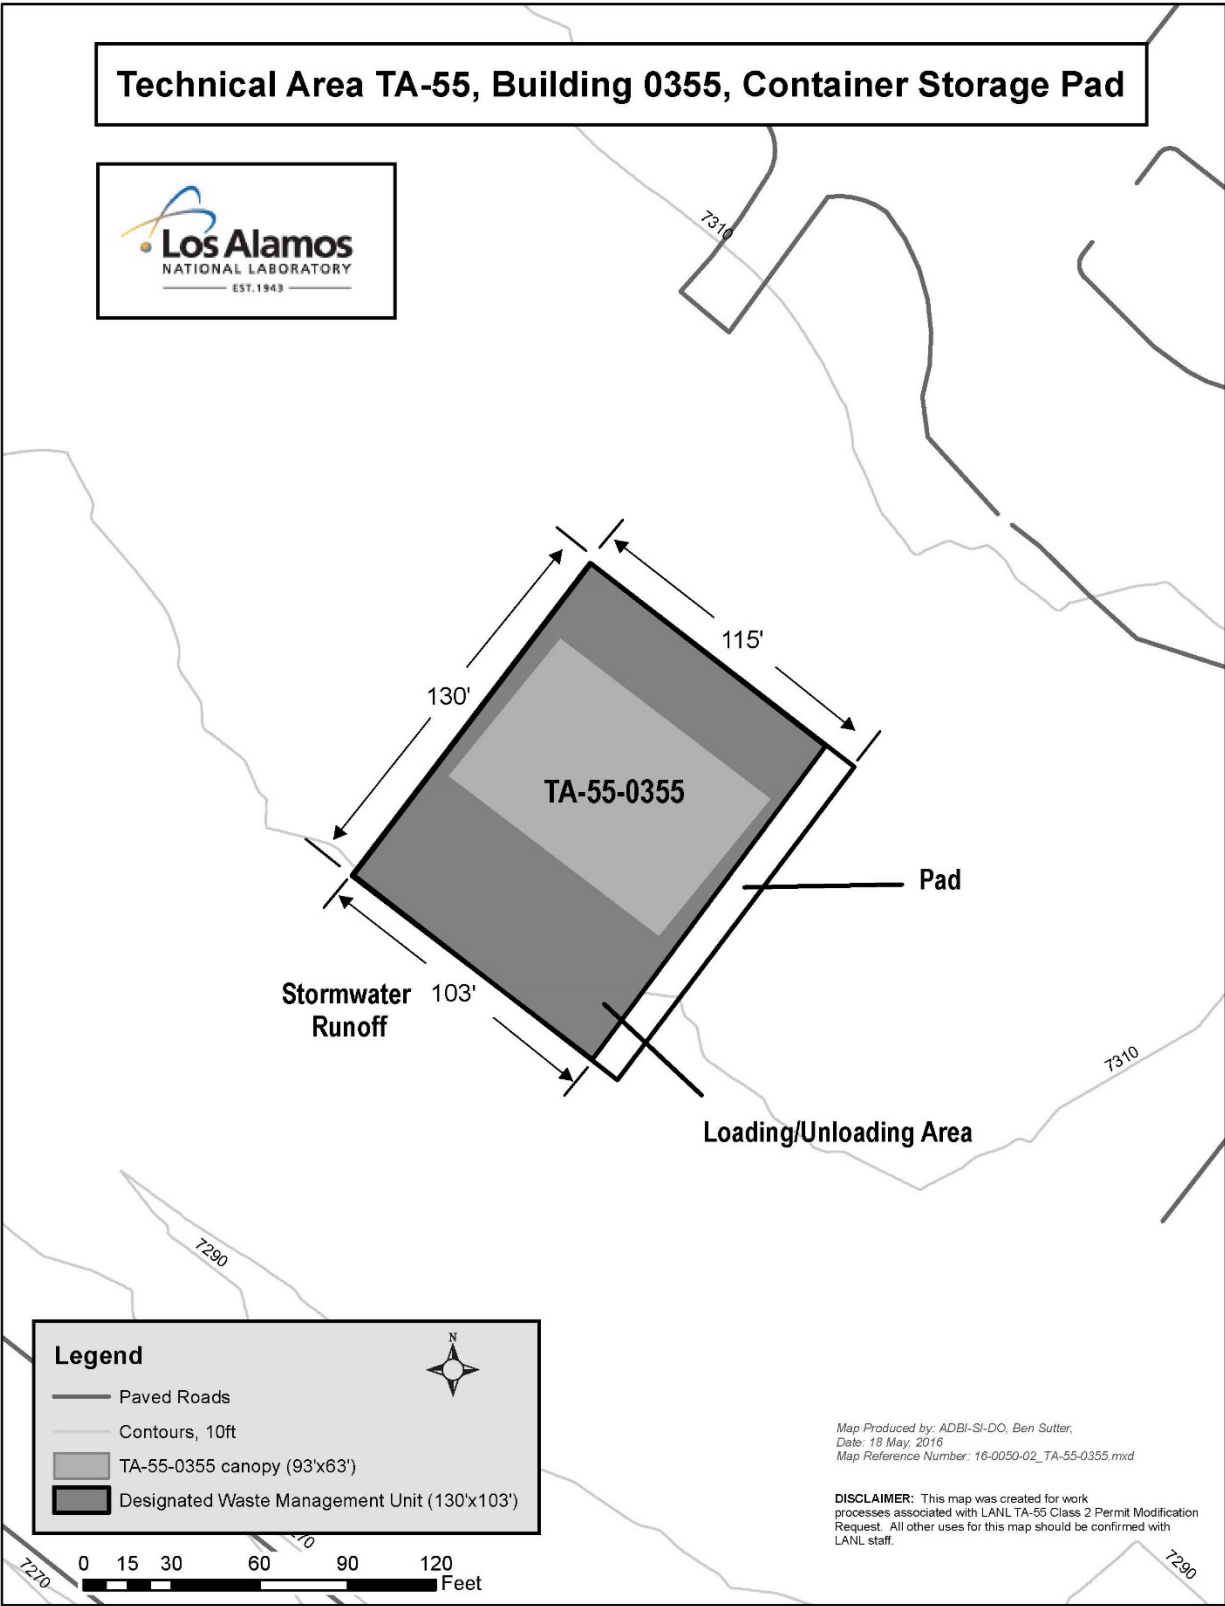 Technical Area TA-55, Building 0355, Container Storage Pad
Los Alamos
NATIONAL LABORATORY
EST.1943
7310
115'
130'
TA-55-0355
Pad
103'
Stormwater
Runoff
7310
Loading/Unloading Area
7290
Legend
N
Paved Roads
Contours, 10ft
TA-55-0355 canopy (93'x63')
Designated Waste Management Unit (130'x103')
Map Produced by: ADBI-SI-DO, Ben Sutter,
Date: 18 May, 2016
Map Reference Number: 16-0050-02_TA-55-0355.mxd
DISCLAIMER: This map was created for work
processes associated with LANL TA-55 Class 2 Permit Modification
Request. All other uses for this map should be confirmed with
LANL staff.
7270
0 15 30 60 90 120
Feet
7290